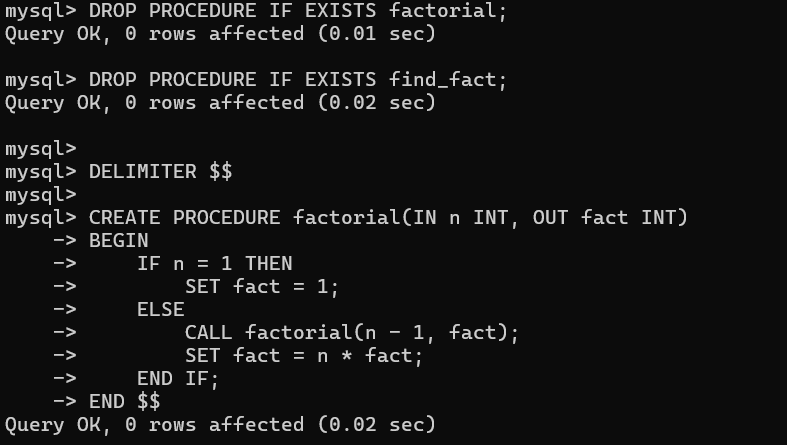 mysql> DROP PROCEDURE IF EXISTS factorial;
Query OK, 0 rows affected (0.01 sec)

mysql> DROP PROCEDURE IF EXISTS find_fact;
Query OK, 0 rows affected (0.02 sec)

mysql>
mysql> DELIMITER $$
mysql>
mysql> CREATE PROCEDURE factorial(IN n INT, OUT fact INT)
    -> BEGIN
    ->     IF n = 1 THEN
    ->         SET fact = 1;
    ->     ELSE
    ->         CALL factorial(n - 1, fact);
    ->         SET fact = n * fact;
    ->     END IF;
    -> END $$
Query OK, 0 rows affected (0.02 sec)